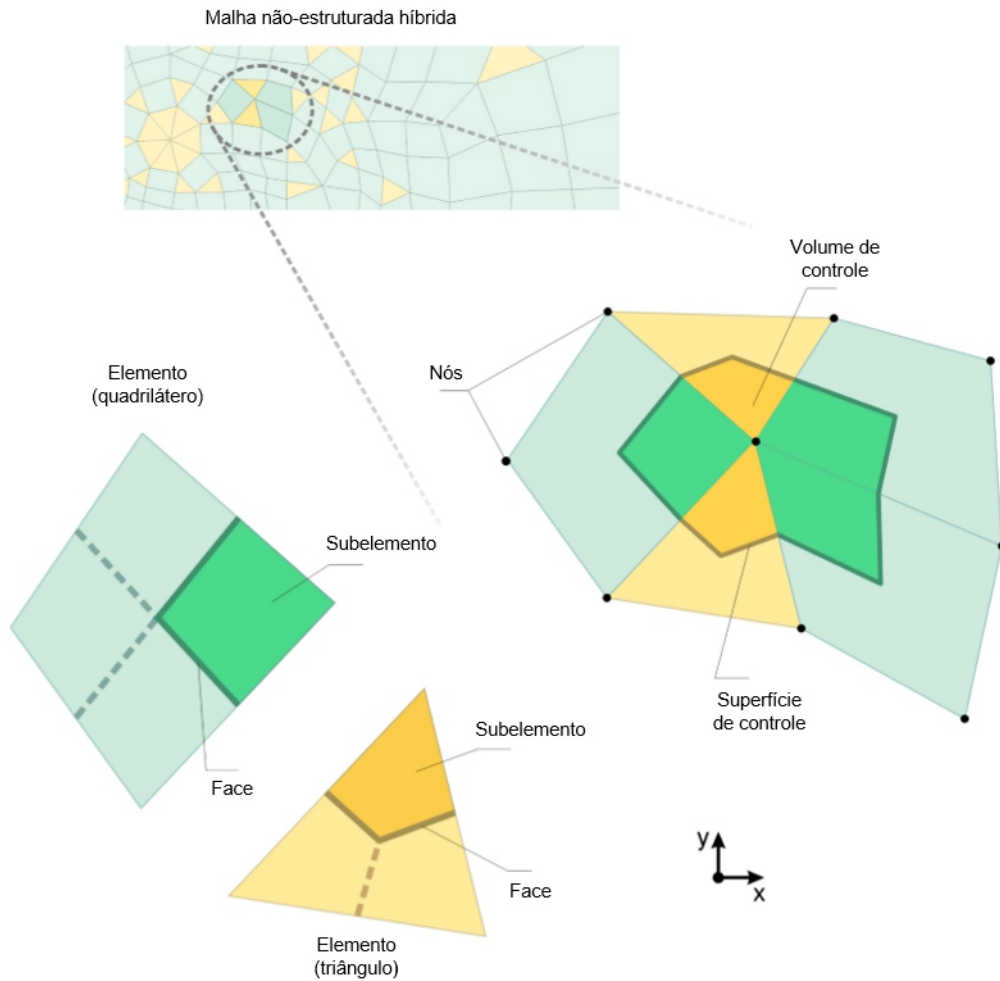 Malha não-estruturada híbrida
Volume de
controle
Nós
Elemento
(quadrilátero)
Subelemento
Superfície
de controle
Subelemento
Face
Face
Elemento
(triângulo)
y
x